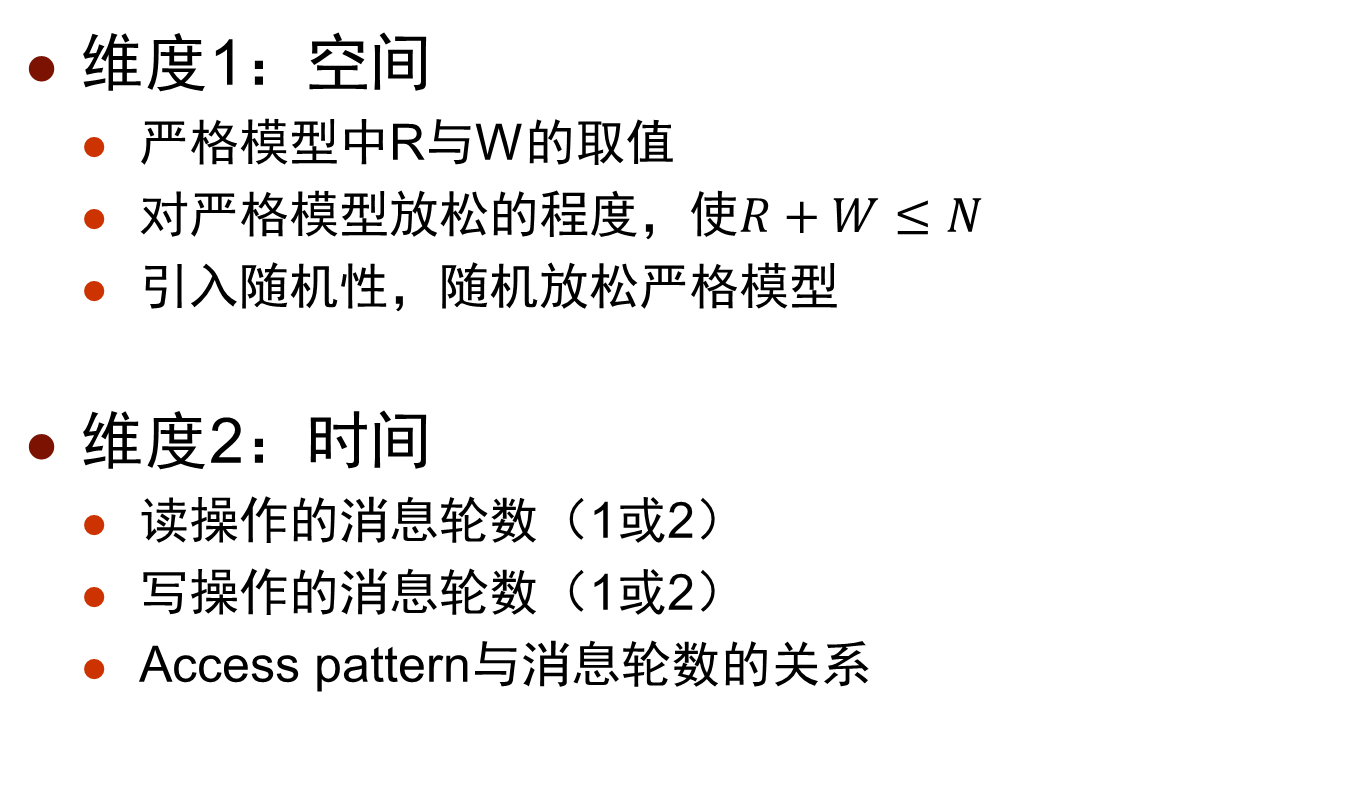 维度1：空间
严格模型中R与W的取值
对严格模型放松的程度，使R + W ≤ N
引入随机性，随机放松严格模型
维度2：时间
读操作的消息轮数（1或2）
写操作的消息轮数（1或2）
Access pattern与消息轮数的关系